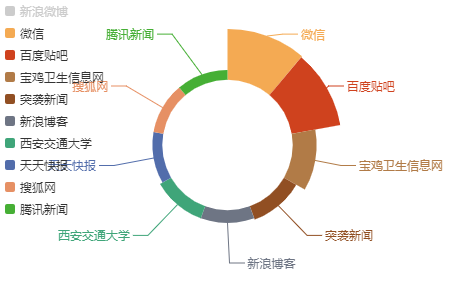 新浪微博
微信
百度贴吧
宝鸡卫生信息网
突袭新闻
新浪博客
西安交通大学
天天快报
搜狐网
腾讯新闻
腾讯新闻
微信
搜狐网
百度贴吧
天天快报
宝鸡卫生信息网
西安交通大学
突袭新闻
新浪博客